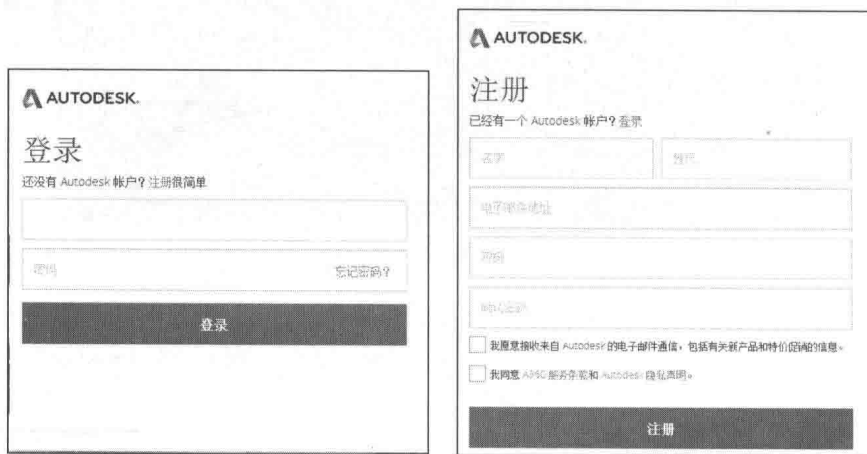 AUTODESK.
登录
还没有 Autodesk 帐户？注册很简单
密码 忘记密码？
登录
AUTODESK.
注册
已经有一个 Autodesk 帐户？登录
名字 姓氏
电子邮件地址
密码
确认密码
我愿意接收来自 Autodesk 的电子邮件通信，包括有关新产品和特价促销的信息。
我同意 A360 服务条款和 Autodesk 隐私声明。
注册